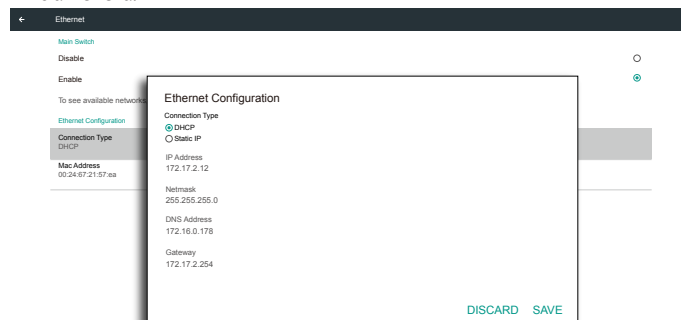 Ethernet
Main Switch
Disable
Enable
To see available networks
Ethernet Configuration
Connection Type
DHCP
Mac Address
00:24:67:21:57:ea
Ethernet Configuration
Connection Type
DHCP
Static IP
IP Address
172.17.2.12
Netmask
255.255.255.0
DNS Address
172.16.0.178
Gateway
172.17.2.254
DISCARD SAVE